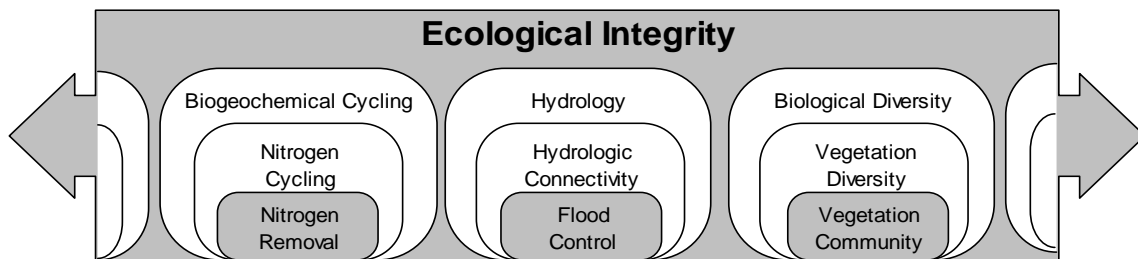 Ecological Integrity
Biogeochemical Cycling
Hydrology
Biological Diversity
Nitrogen
Cycling
Hydrologic
Connectivity
Vegetation
Diversity
Nitrogen
Removal
Flood
Control
Vegetation
Community